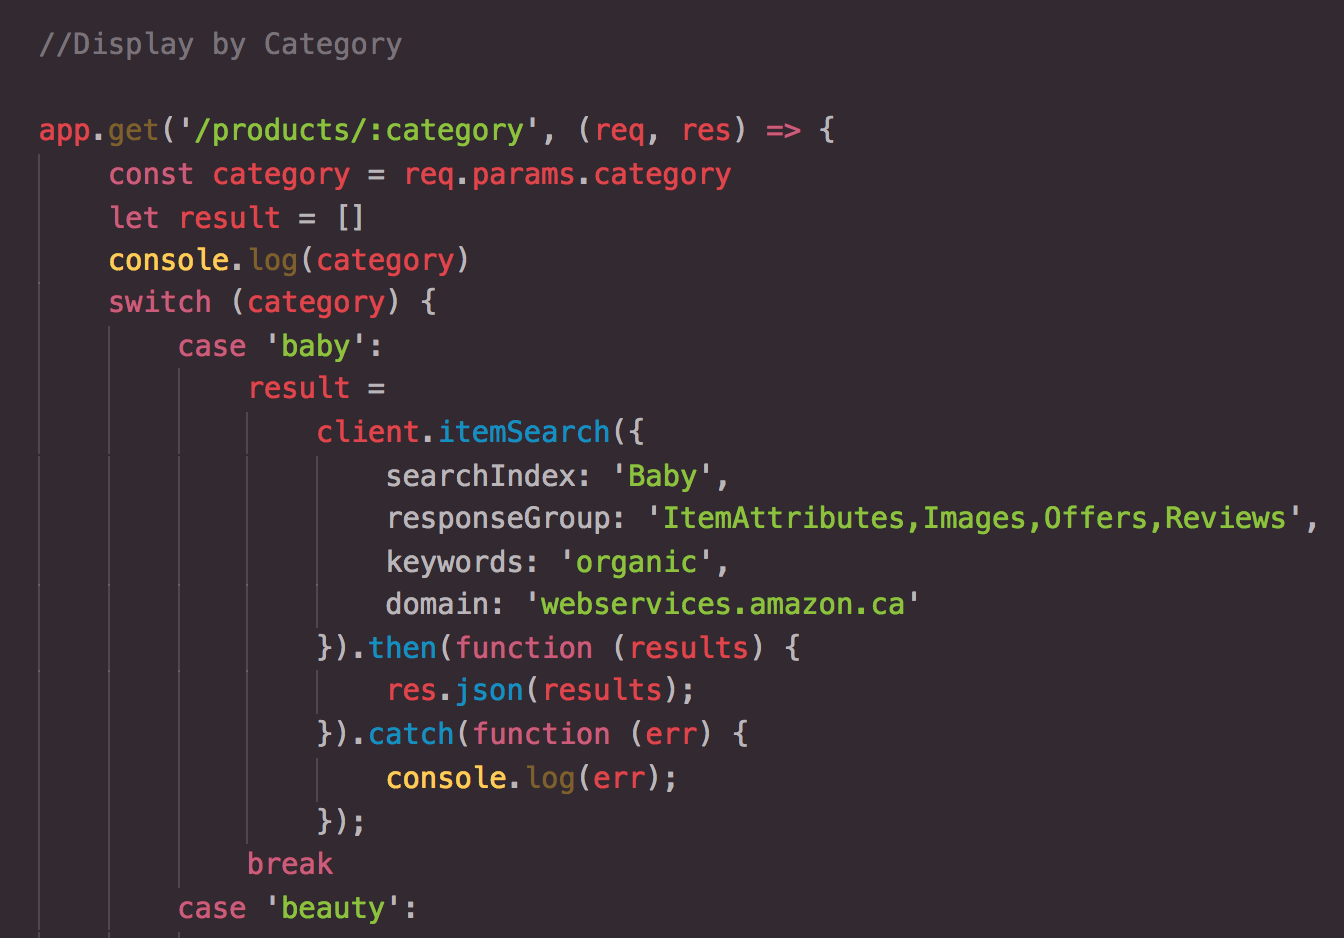 //Display by Category
app.get('/products/:category', (req, res) => {
const category = req.params.category
let result = []
console.log(category)
switch (category) {
case 'baby':
result =
client.itemSearch({
searchIndex: 'Baby',
responseGroup: 'ItemAttributes,Images,Offers,Reviews',
keywords: 'organic',
domain: 'webservices.amazon.ca'
}).then(function (results) {
res.json(results);
}).catch(function (err) {
console.log(err);
});
break
case 'beauty':